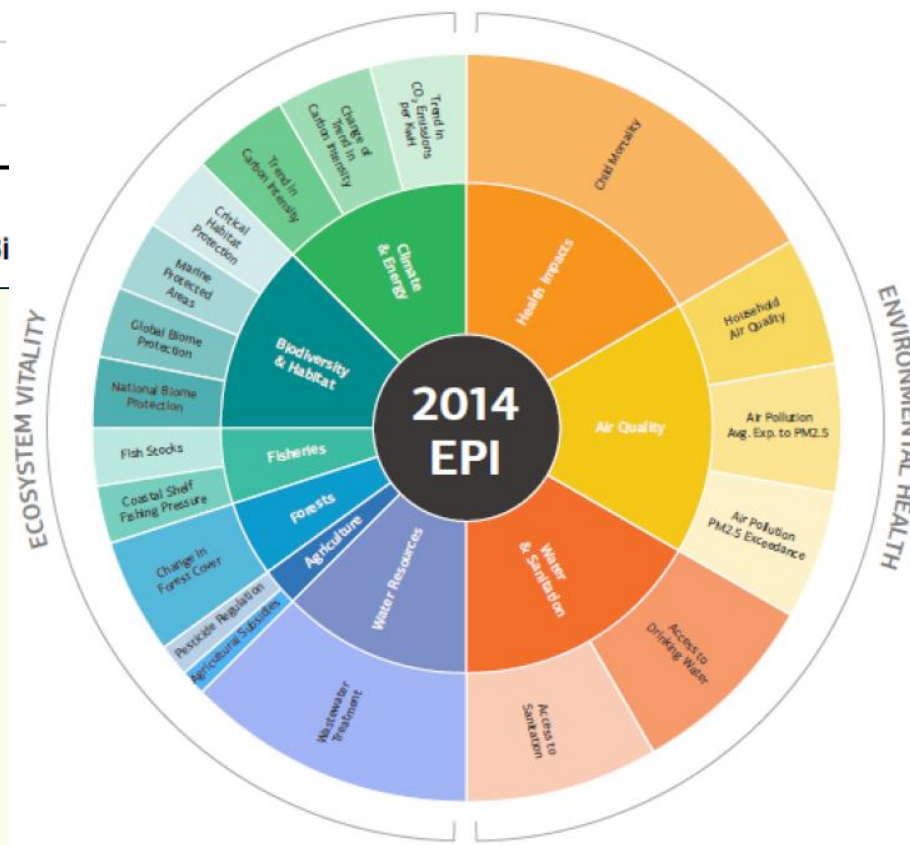 2014
EPI
ENVIRONMENTAL HEALTH
Health Impacts
Child Mortality
Air Quality
Household
Air Quality
Air Pollution
Avg. Exp. to PM2.5
Air Pollution
PM2.5 Exceedance
Water
& Sanitation
Access to
Drinking Water
Access to
Sanitation
ECOSYSTEM VITALITY
Water Resources
Wastewater
Treatment
Agriculture
Agricultural Subsidies
Pesticide Regulation
Forests
Change in
Forest Cover
Fisheries
Coastal Shelf
Fishing Pressure
Fish Stocks
Biodiversity
& Habitat
National Biome
Protection
Global Biome
Protection
Marine
Protected
Areas
Critical
Habitat
Protection
Climate
& Energy
Trend in
Carbon Intensity
Change of
Trend in
Carbon Intensity
Trend in
CO₂ Emissions
per KWH